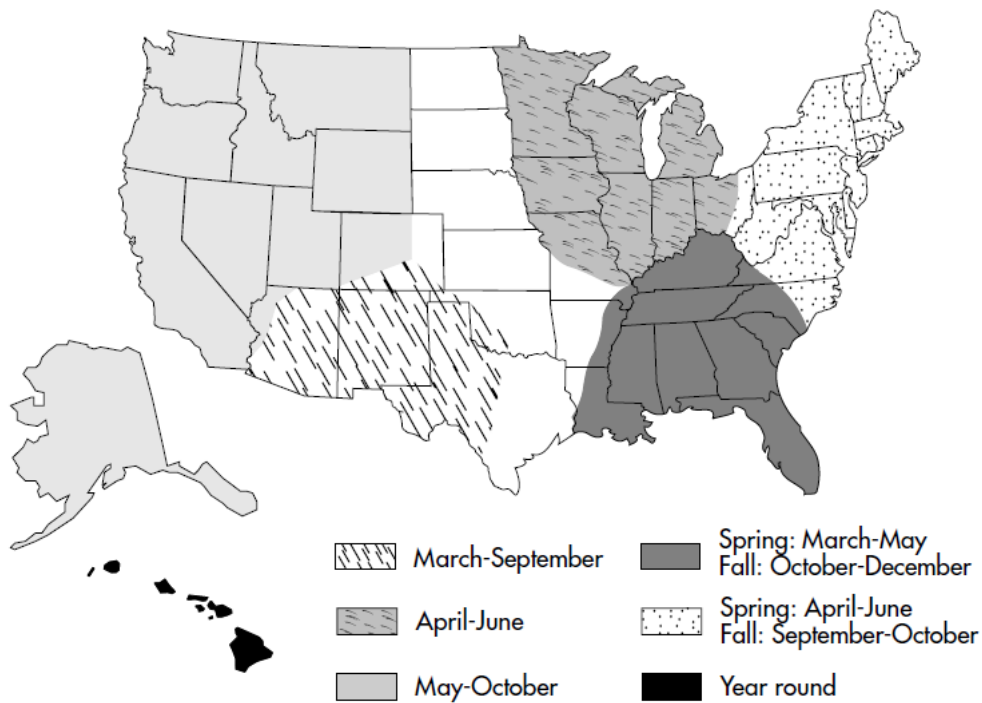 March-September
April-June
May-October
Spring: March-May
Fall: October-December
Spring: April-June
Fall: September-October
Year round